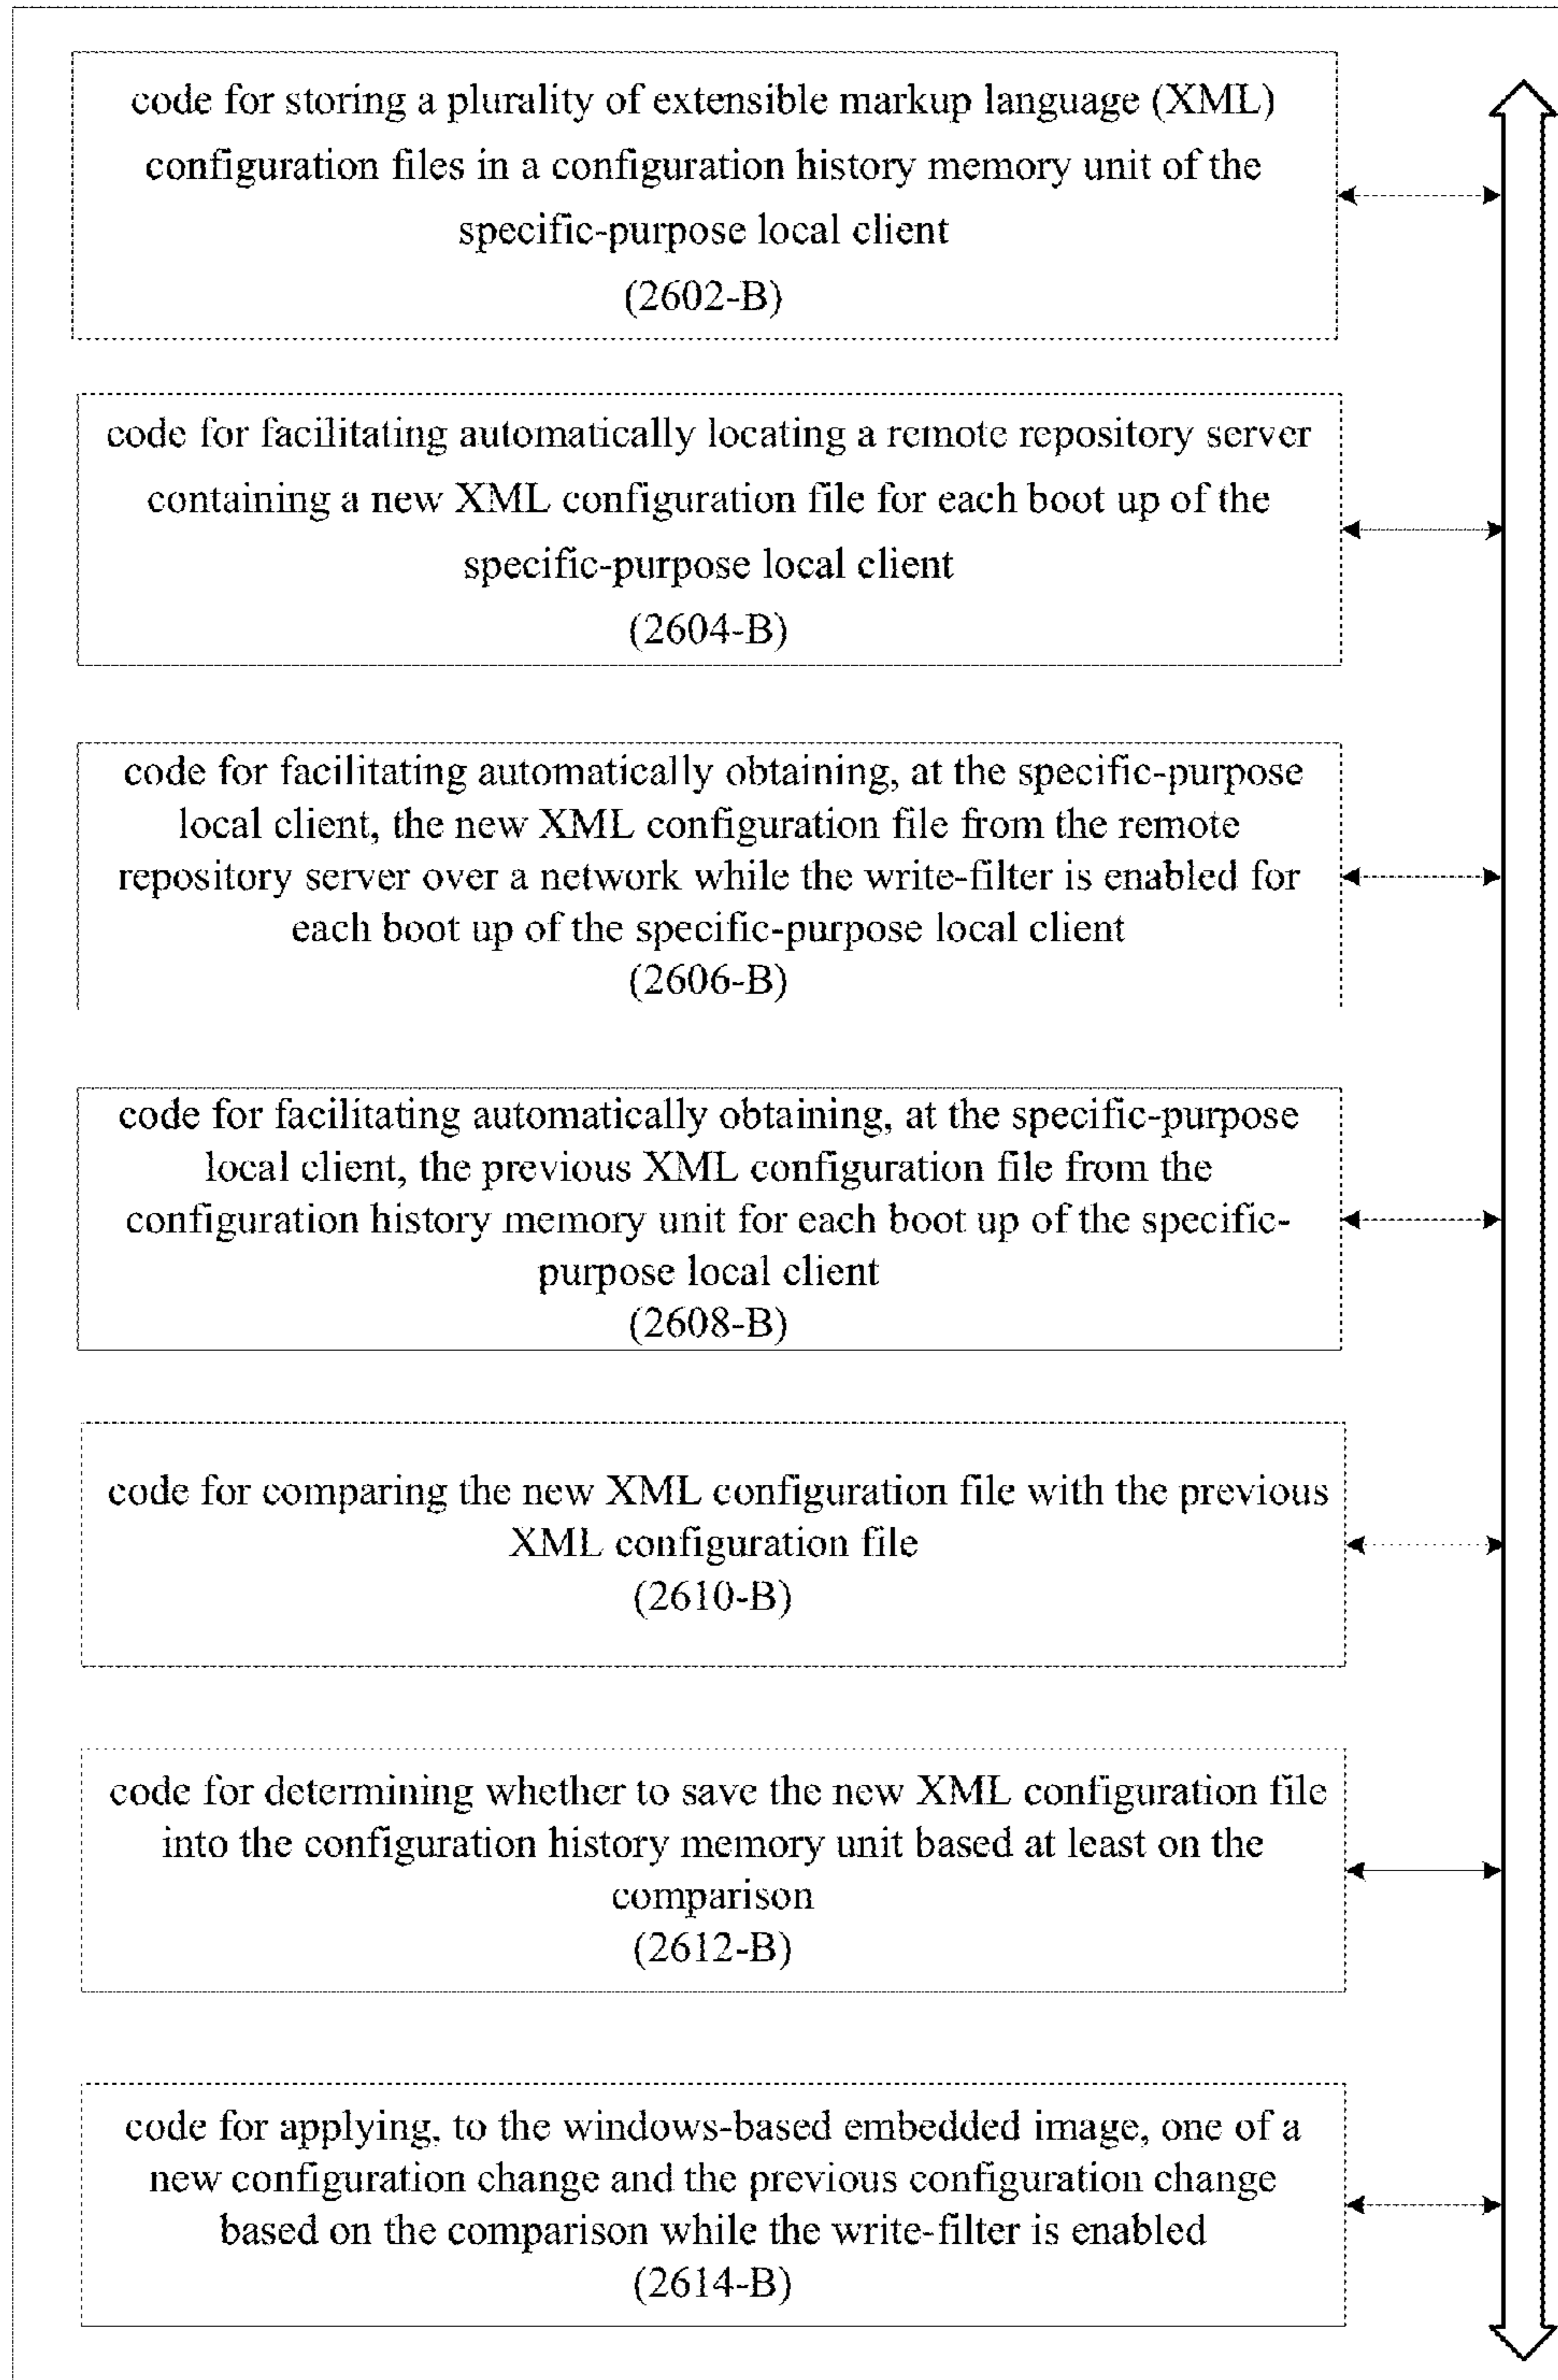 code for storing a plurality of extensible markup language (XML)
configuration files in a configuration history memory unit of the
specific-purpose local client
(2602-B)
code for facilitating automatically locating a remote repository server
containing a new XML configuration file for each boot up of the
specific-purpose local client
(2604-B)
code for facilitating automatically obtaining, at the specific-purpose
local client, the new XML configuration file from the remote
repository server over a network while the write-filter is enabled for
each boot up of the specific-purpose local client
(2606-B)
code for facilitating automatically obtaining, at the specific-purpose
local client, the previous XML configuration file from the
configuration history memory unit for each boot up of the specific-
purpose local client
(2608-B)
code for comparing the new XML configuration file with the previous
XML configuration file
(2610-B)
code for determining whether to save the new XML configuration file
into the configuration history memory unit based at least on the
comparison
(2612-B)
code for applying, to the windows-based embedded image, one of a
new configuration change and the previous configuration change
based on the comparison while the write-filter is enabled
(2614-B)